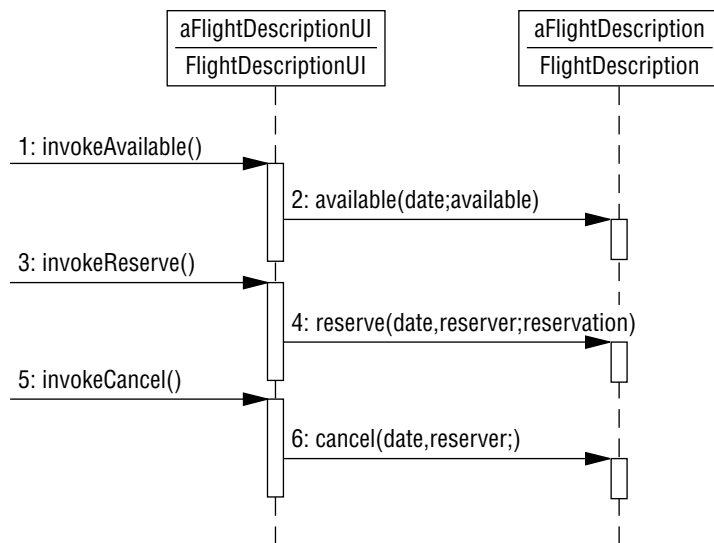 aFlightDescriptionUI
FlightDescriptionUI
aFlightDescription
FlightDescription
1: invokeAvailable()
2: available(date;available)
3: invokeReserve()
4: reserve(date,reserver;reservation)
5: invokeCancel()
6: cancel(date,reserver;)